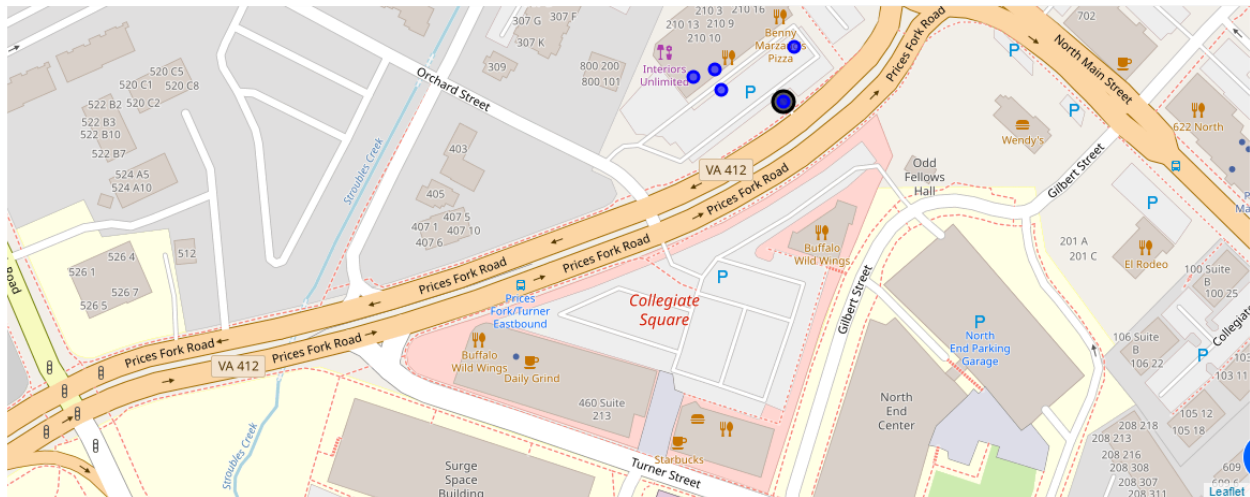 307 G
307 F
307 K
309
800 200
800 101
210 3
210 16
210 13
210 9
210 10
Benny
Pizza
Interiors
Unlimited
P
702
North Main Street
P
P
Wendy's
622 North
Orchard Street
520 C5
520 C1
520 C8
522 B2
520 C2
522 B3
522 B10
522 B7
524 A5
524 A10
Stroubles Creek
403
405
407 5
407 1
407 10
407 6
VA 412
Prices Fork Road
Prices Fork Road
Odd
Fellows
Hall
Gilbert Street
P
201 A
201 C
El Rodeo
100 Suite
B
100 25
Road
526 4
526 1
526 7
526 5
512
Prices Fork Road
Prices Fork Road
Prices
Fork/Turner
Eastbound
P
Buffalo
Wild Wings
Collegiate
Square
Gilbert Street
P
North
End Parking
Garage
106 Suite
B
106 22
P
Collegiate
103 11
Prices Fork Road
Prices Fork Road
VA 412
Buffalo
Wild Wings
Daily Grind
460 Suite
213
Starbucks
Turner Street
Surge
Space
Building
Stroubles Creek
North
End
Center
105 12
105 18
208 218
208 213
208 216
208 308
208 307
208 311
609
Leaflet